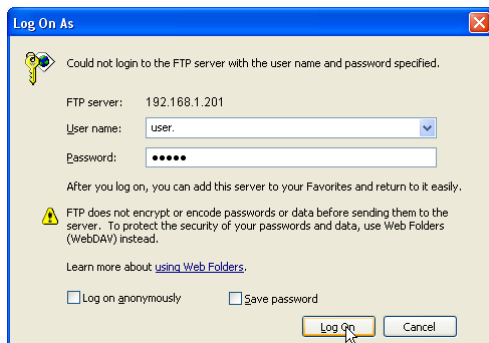 Log On As
Could not login to the FTP server with the user name and password specified.
FTP server: 192.168.1.201
User name: user.
Password: •••••
After you log on, you can add this server to your Favorites and return to it easily.
FTP does not encrypt or encode passwords or data before sending them to the
server. To protect the security of your passwords and data, use Web Folders
(WebDAV) instead.
Learn more about using Web Folders.
Log on anonymously Save password
Log On Cancel